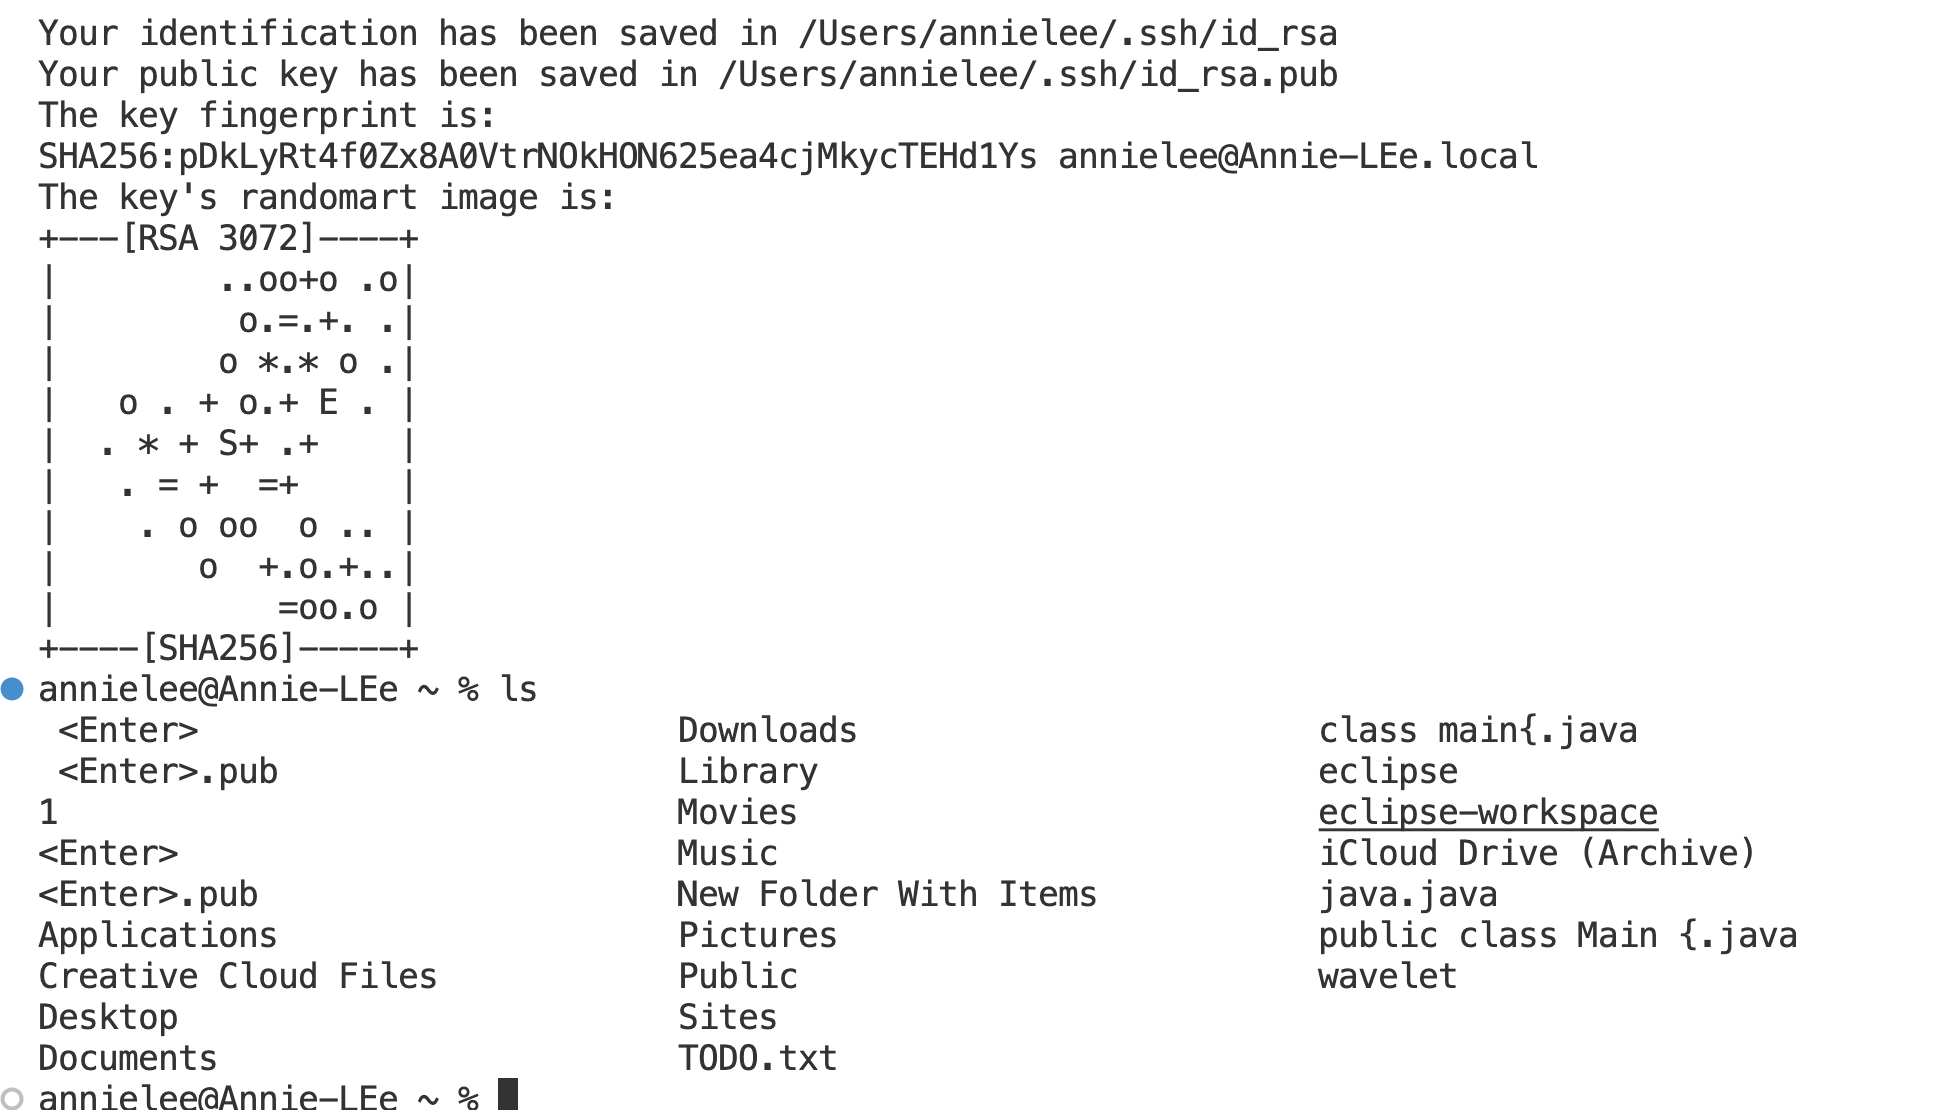 Your identification has been saved in /Users/annielee/.ssh/id_rsa
Your public key has been saved in /Users/annielee/.ssh/id_rsa.pub
The key fingerprint is:
SHA256:pDkLyRt4f0Zx8A0VtrNOkHON625ea4cjMkycTEHd1Ys annielee@Annie-LEe.local
The key's randomart image is:
+---[RSA 3072]----+
|        ..oo+o .o|
|         o.=.+. .|
|        o *.* o .|
|   o . + o.+ E . |
|  . * + S+ .+    |
|   . = +  =+     |
|    . o oo  o .. |
|       o  +.o.+..|
|           =oo.o |
+----[SHA256]-----+
annielee@Annie-LEe ~ % ls
 <Enter>                        Downloads                       class main{.java
 <Enter>.pub                    Library                         eclipse
1                               Movies                          eclipse-workspace
<Enter>                         Music                           iCloud Drive (Archive)
<Enter>.pub                     New Folder With Items           java.java
Applications                    Pictures                        public class Main {.java
Creative Cloud Files            Public                          wavelet
Desktop                         Sites
Documents                       TODO.txt
annielee@Annie-LEe ~ %